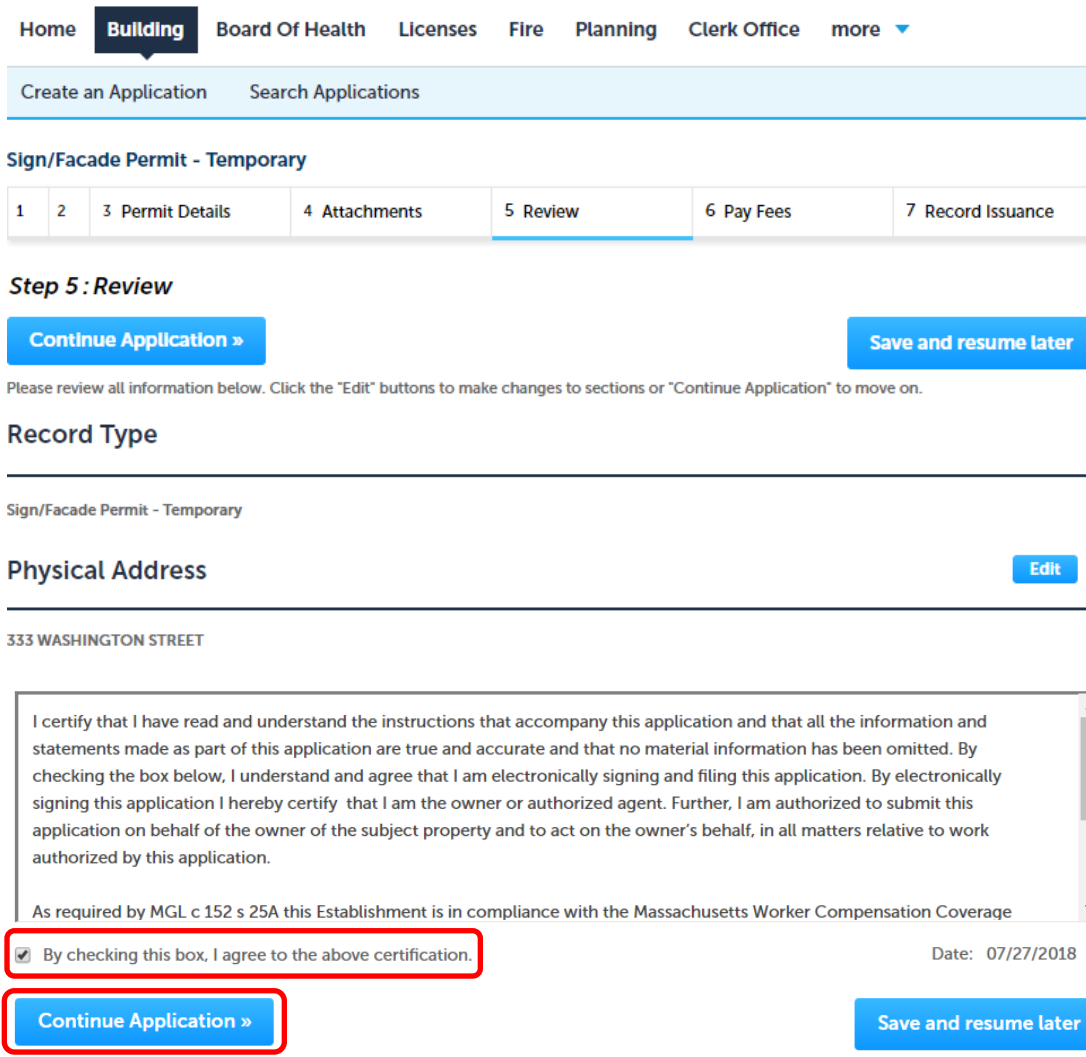 Home Building Board Of Health Licenses Fire Planning Clerk Office more
Create an Application Search Applications
Sign/Facade Permit - Temporary
1 2 3 Permit Details 4 Attachments 5 Review 6 Pay Fees 7 Record Issuance
Step 5 : Review
Continue Application » Save and resume later
Please review all information below. Click the "Edit" buttons to make changes to sections or "Continue Application" to move on.
Record Type
Sign/Facade Permit - Temporary
Physical Address Edit
333 WASHINGTON STREET
I certify that I have read and understand the instructions that accompany this application and that all the information and
statements made as part of this application are true and accurate and that no material information has been omitted. By
checking the box below, I understand and agree that I am electronically signing and filing this application. By electronically
signing this application I hereby certify that I am the owner or authorized agent. Further, I am authorized to submit this
application on behalf of the owner of the subject property and to act on the owner's behalf, in all matters relative to work
authorized by this application.
As required by MGL c 152 s 25A this Establishment is in compliance with the Massachusetts Worker Compensation Coverage
By checking this box, I agree to the above certification. Date: 07/27/2018
Continue Application » Save and resume later